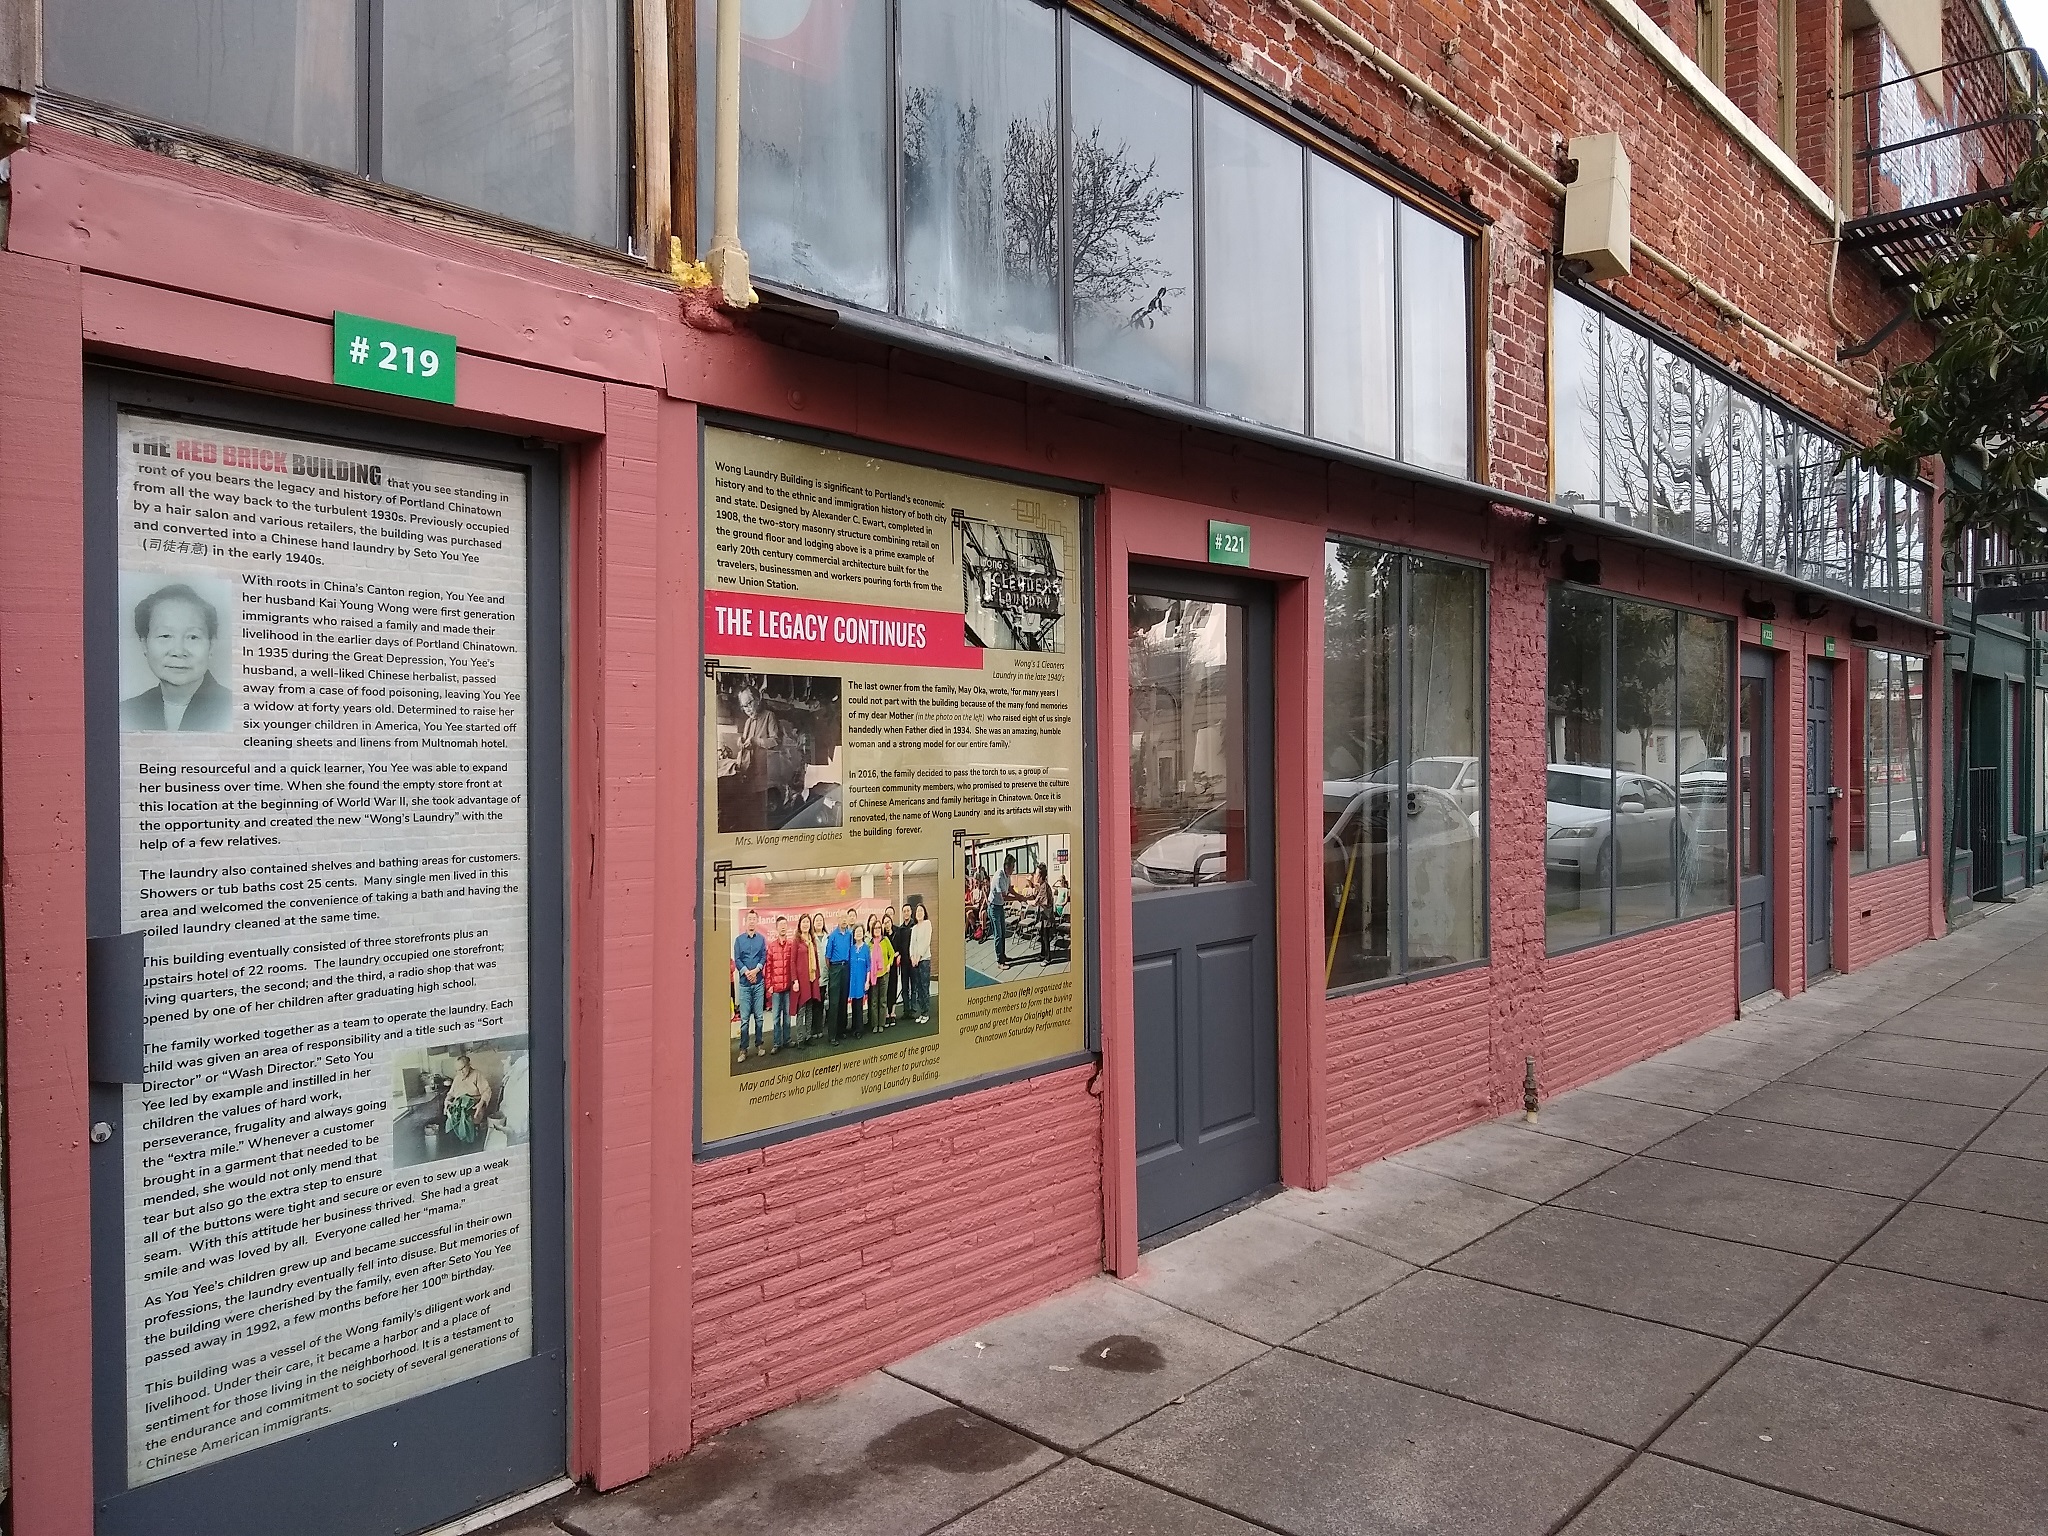 # 219
THE RED BRICK BUILDING that you see standing in
ront of you bears the legacy and history of Portland Chinatown
from all the way back to the turbulent 1930s. Previously occupied
by a hair salon and various retailers, the building was purchased
and converted into a Chinese hand laundry by Seto You Yee
(司徒有意) in the early 1940s.
With roots in China's Canton region, You Yee and
her husband Kai Young Wong were first generation
immigrants who raised a family and made their
livelihood in the earlier days of Portland Chinatown.
In 1935 during the Great Depression, You Yee's
husband, a well-liked Chinese herbalist, passed
away from a case of food poisoning, leaving You Yee
a widow at forty years old. Determined to raise her
six younger children in America, You Yee started off
cleaning sheets and linens from Multnomah hotel.
Being resourceful and a quick learner, You Yee was able to expand
her business over time. When she found the empty store front at
this location at the beginning of World War II, she took advantage of
the opportunity and created the new "Wong's Laundry" with the
help of a few relatives.
The laundry also contained shelves and bathing areas for customers.
Showers or tub baths cost 25 cents. Many single men lived in this
area and welcomed the convenience of taking a bath and having the
soiled laundry cleaned at the same time.
This building eventually consisted of three storefronts plus an
upstairs hotel of 22 rooms. The laundry occupied one storefront;
iving quarters, the second; and the third, a radio shop that was
opened by one of her children after graduating high school.
The family worked together as a team to operate the laundry. Each
child was given an area of responsibility and a title such as "Sort
Director" or "Wash Director." Seto You
Yee led by example and instilled in her
children the values of hard work,
perseverance, frugality and always going
the "extra mile." Whenever a customer
brought in a garment that needed to be
mended, she would not only mend that
tear but also go the extra step to ensure
all of the buttons were tight and secure or even to sew up a weak
seam. With this attitude her business thrived. She had a great
smile and was loved by all. Everyone called her "mama."
As You Yee's children grew up and became successful in their own
professions, the laundry eventually fell into disuse. But memories of
the building were cherished by the family, even after Seto You Yee
passed away in 1992, a few months before her 100th birthday.
This building was a vessel of the Wong family's diligent work and
livelihood. Under their care, it became a harbor and a place of
sentiment for those living in the neighborhood. It is a testament to
the endurance and commitment to society of several generations of
Chinese American immigrants.
Wong Laundry Building is significant to Portland's economic
history and to the ethnic and immigration history of both city
and state. Designed by Alexander C. Ewart, completed in
1908, the two-story masonry structure combining retail on
the ground floor and lodging above is a prime example of
early 20th century commercial architecture built for the
travelers, businessmen and workers pouring forth from the
new Union Station.
Wong's
CLEANERS
LAUNDRY
Wong's 1 Cleaners
Laundry in the late 1940's
THE LEGACY CONTINUES
The last owner from the family, May Oka, wrote, 'for many years I
could not part with the building because of the many fond memories
of my dear Mother (in the photo on the left) who raised eight of us single
handedly when Father died in 1934. She was an amazing, humble
woman and a strong model for our entire family.'
In 2016, the family decided to pass the torch to us, a group of
fourteen community members, who promised to preserve the culture
of Chinese Americans and family heritage in Chinatown. Once it is
renovated, the name of Wong Laundry and its artifacts will stay with
the building forever.
Mrs. Wong mending clothes
May and Shig Oka (center) were with some of the group
members who pulled the money together to purchase
Wong Laundry Building.
Hongcheng Zhao (left) organized the
community members to form the buying
group and greet May Oka(right) at the
Chinatown Saturday Performance.
# 221